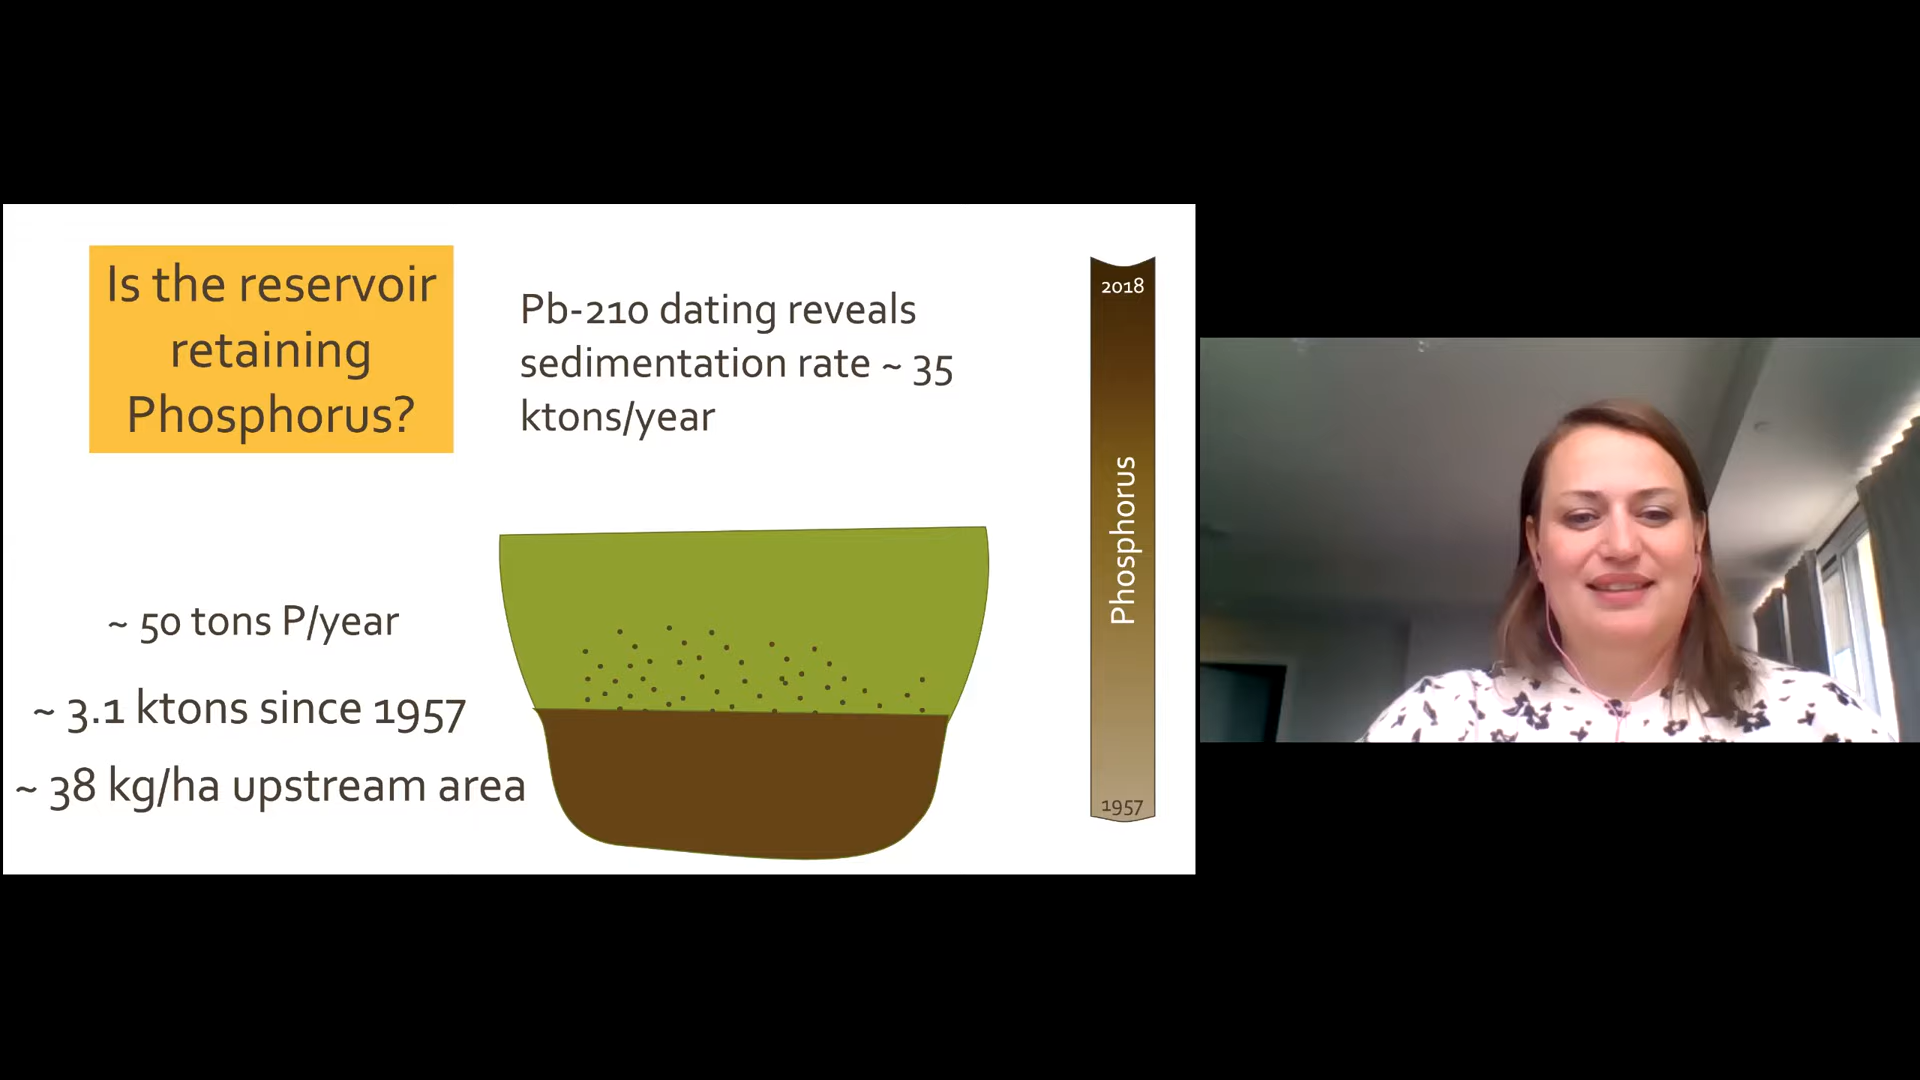 Is the reservoir
retaining
Phosphorus?
Pb-210 dating reveals
sedimentation rate ~ 35
ktons/year
~ 50 tons P/year
~ 3.1 ktons since 1957
~ 38 kg/ha upstream area
2018
Phosphorus
1957